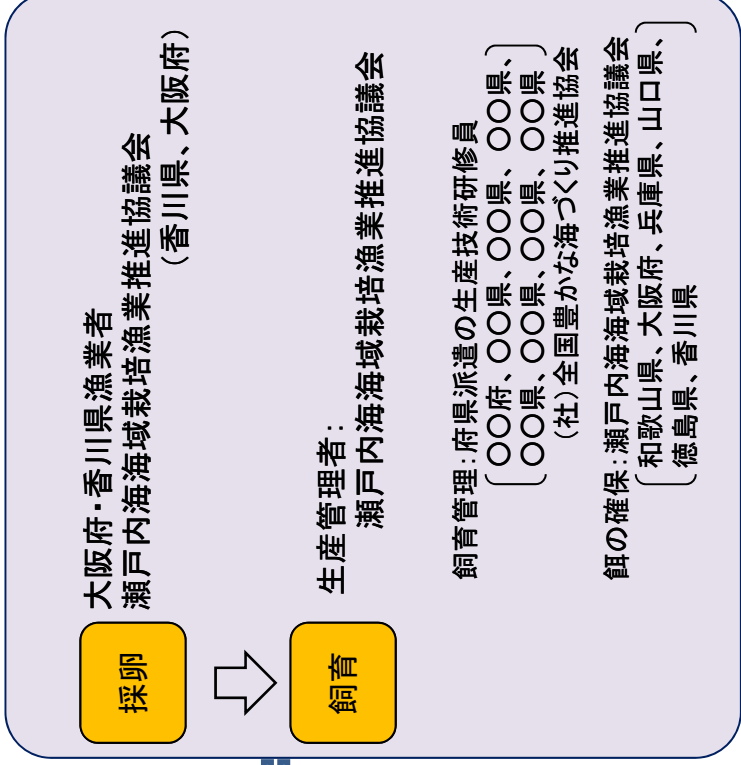 採卵
大阪府・香川県漁業者
瀬戸内海海域栽培漁業推進協議会
(香川県、大阪府)
飼育
生産管理者:
瀬戸内海海域栽培漁業推進協議会
飼育管理:府県派遣の生産技術研修員
〇〇府、〇〇県、〇〇県、〇〇県、
〇〇県、〇〇県、〇〇県、〇〇県
(社)全国豊かな海づくり推進協会
餌の確保:瀬戸内海海域栽培漁業推進協議会
和歌山県、大阪府、兵庫県、山口県、
徳島県、香川県